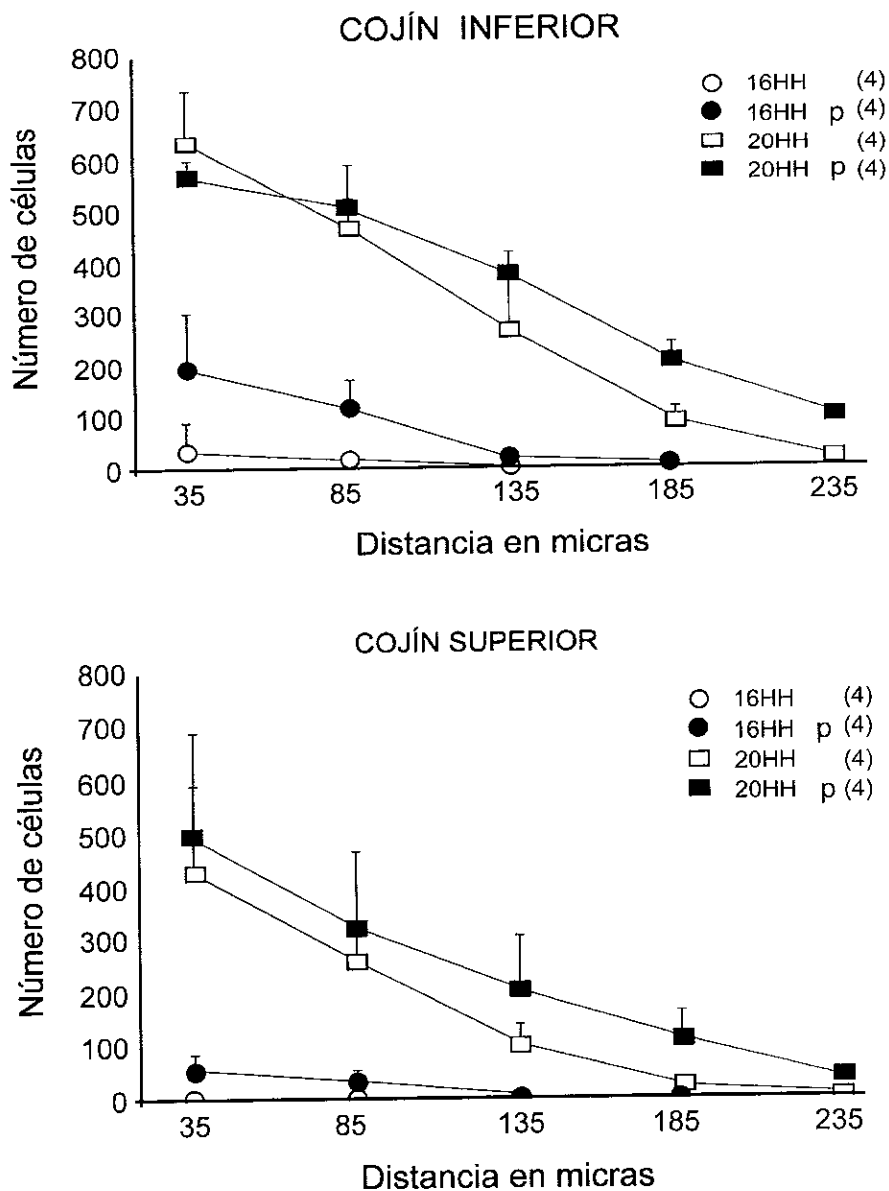 COJÍN INFERIOR
800
700
600
500
400
300
200
100
0
Número de células
16HH (4)
16HH p (4)
20HH (4)
20HH p (4)
35 85 135 185 235
Distancia en micras
COJÍN SUPERIOR
800
700
600
500
400
300
200
100
0
Número de células
16HH (4)
16HH p (4)
20HH (4)
20HH p (4)
35 85 135 185 235
Distancia en micras